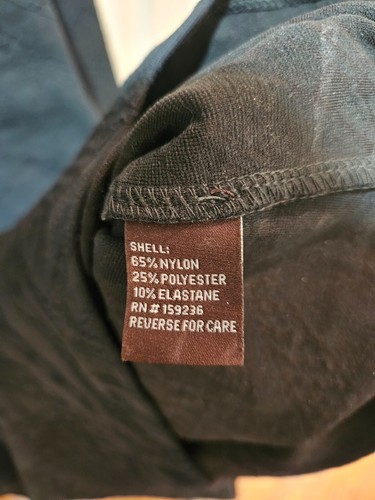 SHELL:
65% NYLON
25% POLYESTER
10% ELASTANE
RN # 159236
REVERSE FOR CARE